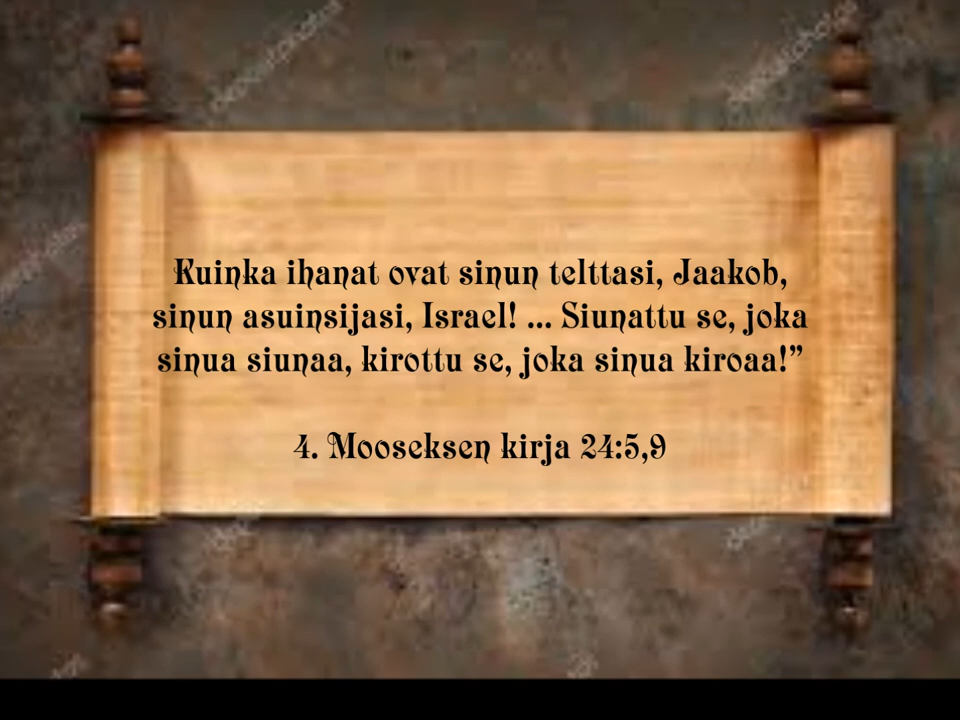 Kuinka ihanat ovat sinun telttasi, Jaakob,
sinun asuinsijasi, Israel! ... Siunattu se, joka
sinua siunaa, kirottu se, joka sinua kiroaa!”
4. Mooseksen kirja 24:5,9